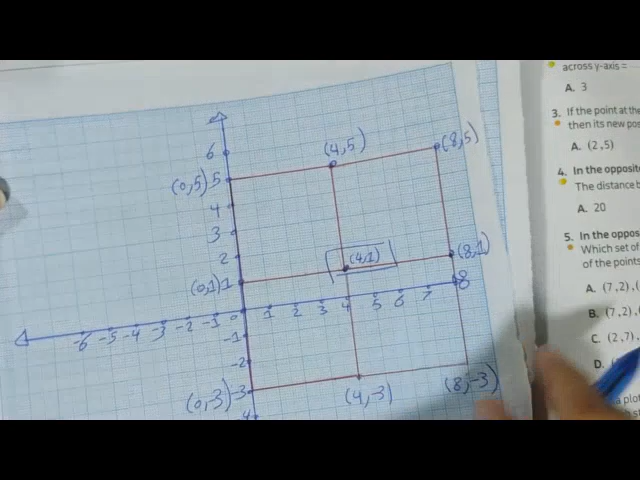 6
(4,5)
(8,5)
(0,5) 5
4
3
2
(4,1)
(8,1)
(0,1) 1
-6 -5 -4 -3 -2 -1 0 1 2 3 4 5 6 7 8
-1
-2
(0,-3) -3
(4,-3)
(8,-3)
across y-axis =
A. 3
3. If the point at the
then its new pos
A. (2,5)
4. In the opposite
The distance b
A. 20
5. In the oppos
Which set of
of the points
A. (7,2),
B. (7,2),
C. (2,7),
D.
a plot